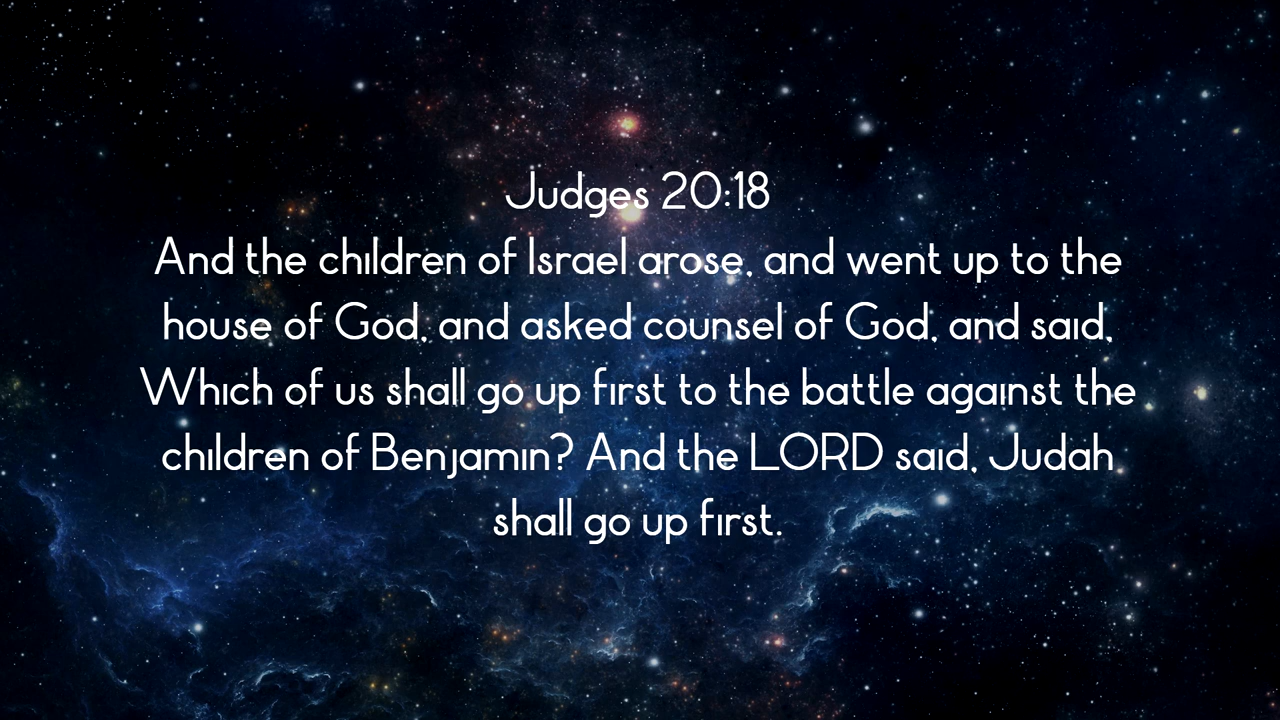 Judges 20:18
And the children of Israel arose, and went up to the
house of God, and asked counsel of God, and said,
Which of us shall go up first to the battle against the
children of Benjamin? And the LORD said, Judah
shall go up first.